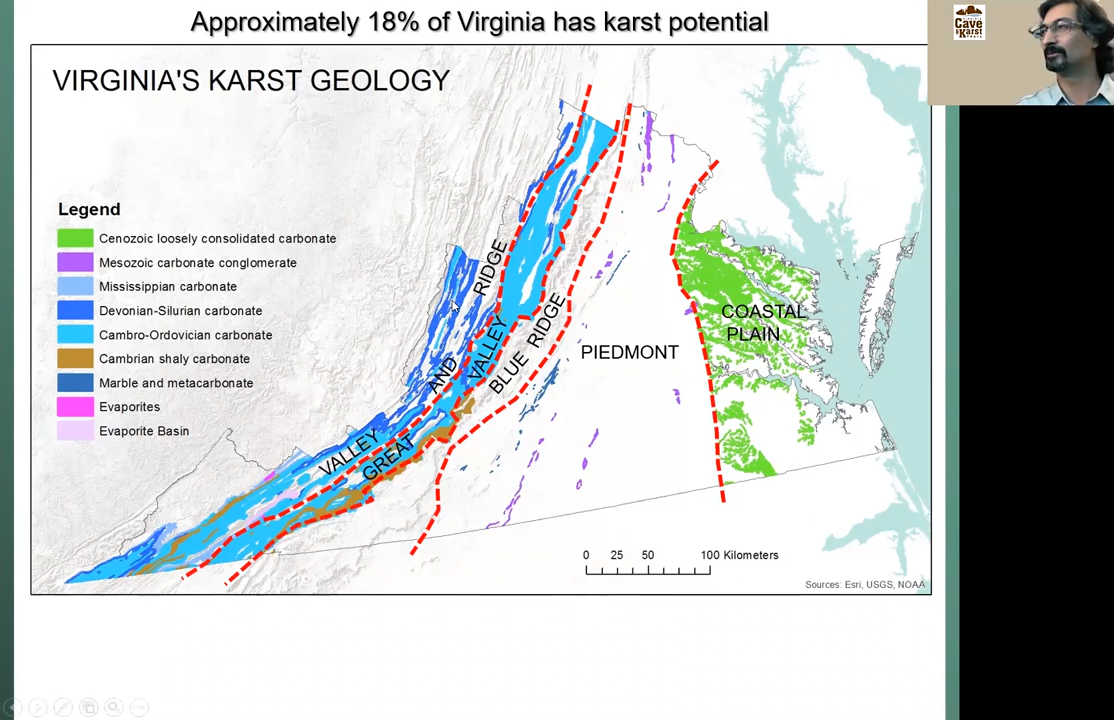 Approximately 18% of Virginia has karst potential
VIRGINIA'S KARST GEOLOGY
Legend
Cenozoic loosely consolidated carbonate
Mesozoic carbonate conglomerate
Mississippian carbonate
Devonian-Silurian carbonate
Cambro-Ordovician carbonate
Cambrian shaly carbonate
Marble and metacarbonate
Evaporites
Evaporite Basin
VALLEY AND RIDGE
GREAT VALLEY
BLUE RIDGE
PIEDMONT
COASTAL
PLAIN
0 25 50 100 Kilometers
Sources: Esri, USGS, NOAA
Cave
Karst